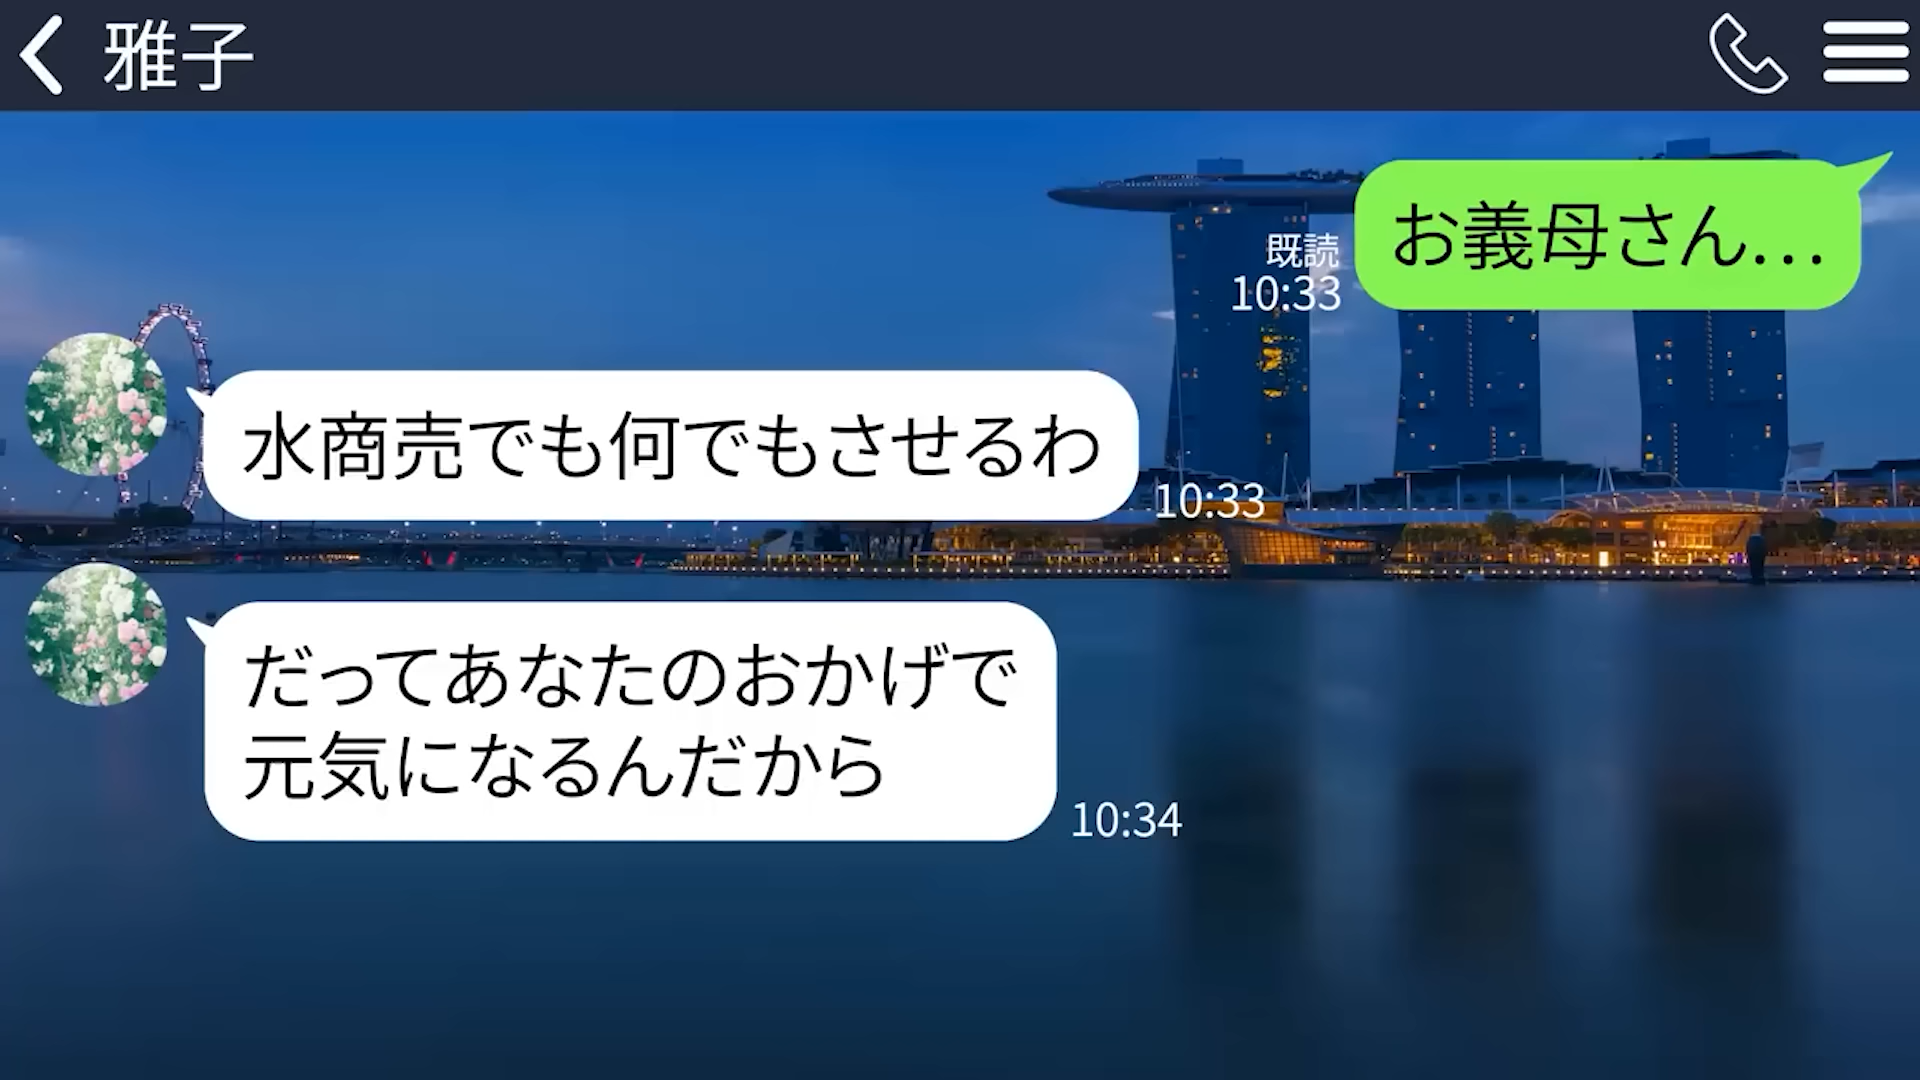 雅子
お義母さん...
既読
10:33
水商売でも何でもさせるわ
10:33
だってあなたのおかげで
元気になるんだから
10:34